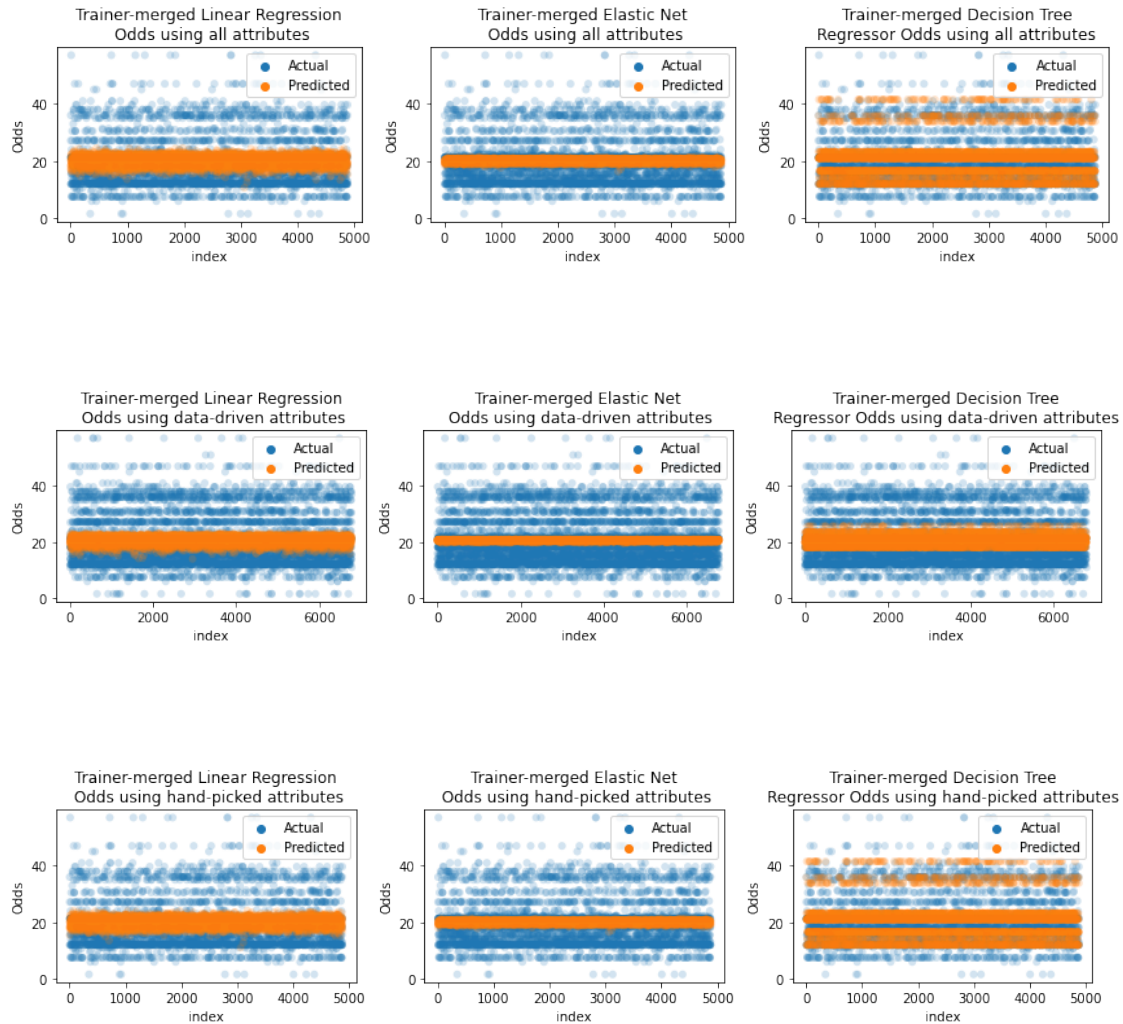 Trainer-merged Linear Regression
Odds using all attributes
Actual
Predicted
Odds
40
20
0
0 1000 2000 3000 4000 5000
index
Trainer-merged Elastic Net
Odds using all attributes
Actual
Predicted
Odds
40
20
0
0 1000 2000 3000 4000 5000
index
Trainer-merged Decision Tree
Regressor Odds using all attributes
Actual
Predicted
Odds
40
20
0
0 1000 2000 3000 4000 5000
index
Trainer-merged Linear Regression
Odds using data-driven attributes
Actual
Predicted
Odds
40
20
0
0 2000 4000 6000
index
Trainer-merged Elastic Net
Odds using data-driven attributes
Actual
Predicted
Odds
40
20
0
0 2000 4000 6000
index
Trainer-merged Decision Tree
Regressor Odds using data-driven attributes
Actual
Predicted
Odds
40
20
0
0 2000 4000 6000
index
Trainer-merged Linear Regression
Odds using hand-picked attributes
Actual
Predicted
Odds
40
20
0
0 1000 2000 3000 4000 5000
index
Trainer-merged Elastic Net
Odds using hand-picked attributes
Actual
Predicted
Odds
40
20
0
0 1000 2000 3000 4000 5000
index
Trainer-merged Decision Tree
Regressor Odds using hand-picked attributes
Actual
Predicted
Odds
40
20
0
0 1000 2000 3000 4000 5000
index